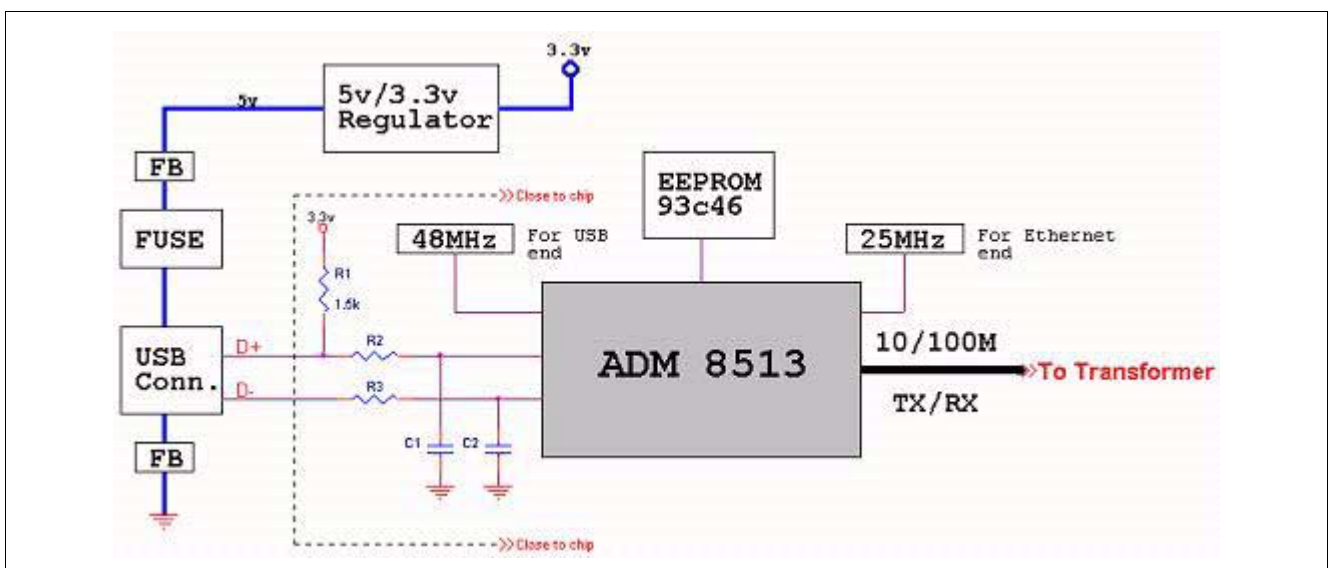 3.3v
5v
5v/3.3v
Regulator
FB
EEPROM
93c46
>>Close to chip
FUSE
3.3v
48MHz
For USB
end
25MHz
For Ethernet
end
R1
1.5k
USB
Conn.
D+
R2
ADM 8513
10/100M
>>To Transformer
D-
R3
TX/RX
C1
C2
FB
>>Close to chip